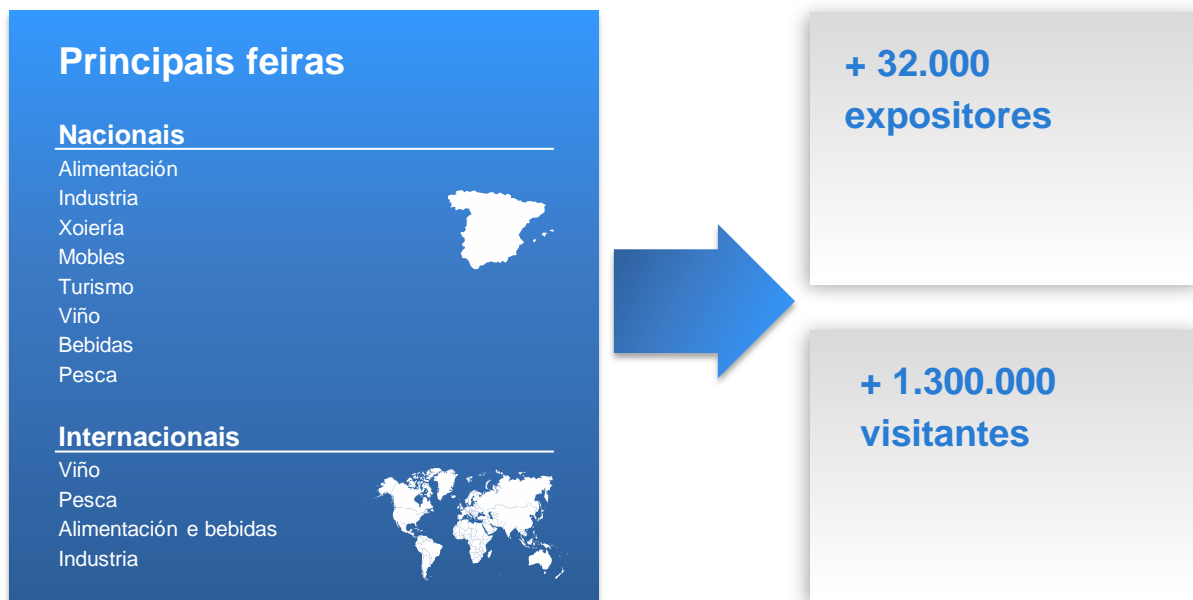 Principais feiras
Nacionais
Alimentación
Industria
Xoiería
Mobles
Turismo
Viño
Bebidas
Pesca
Internacionais
Viño
Pesca
Alimentación e bebidas
Industria
+ 32.000
expositores
+ 1.300.000
visitantes